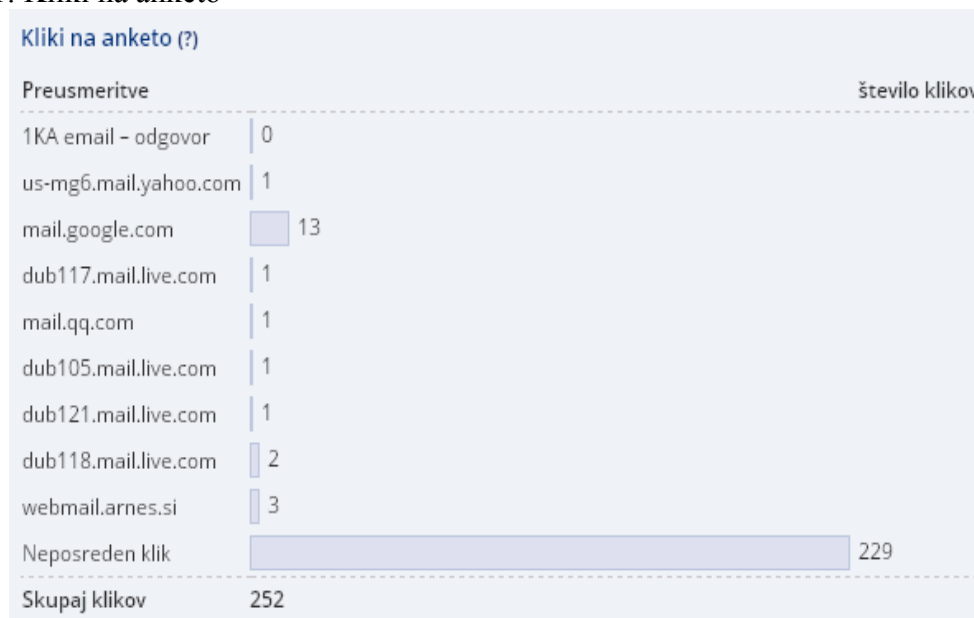 Kliki na anketo (?)
Preusmeritve število klikov
1KA email – odgovor 0
us-mg6.mail.yahoo.com 1
mail.google.com 13
dub117.mail.live.com 1
mail.qq.com 1
dub105.mail.live.com 1
dub121.mail.live.com 1
dub118.mail.live.com 2
webmail.arnes.si 3
Neposreden klik 229
Skupaj klikov 252